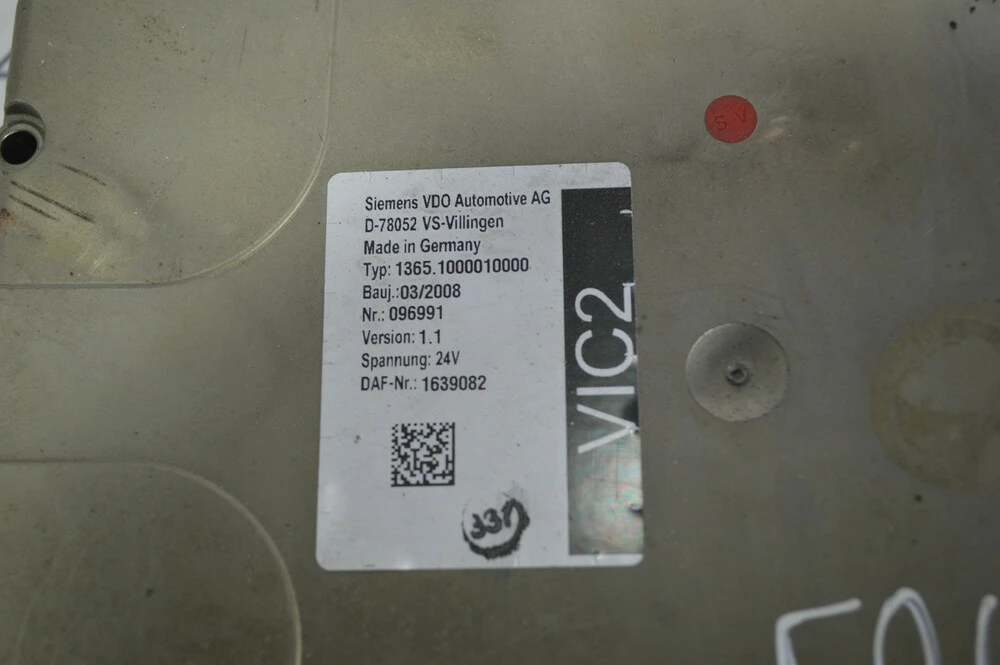 SV
Siemens VDO Automotive AG
D-78052 VS-Villingen
Made in Germany
Typ: 1365.1000010000
Bauj.:03/2008
Nr.: 096991
Version: 1.1
Spannung: 24V
DAF-Nr.: 1639082
VIC2